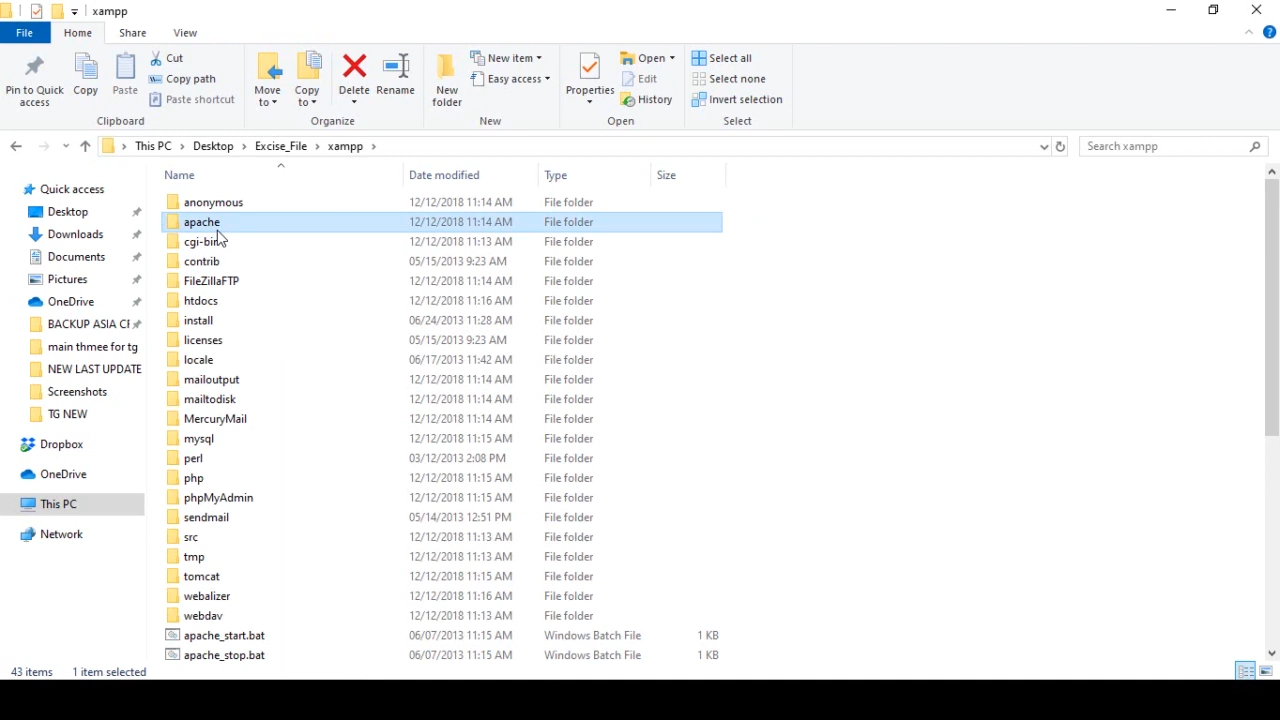 xampp
File Home Share View
Pin to Quick access
Copy
Paste
Cut
Copy path
Paste shortcut
Clipboard
Move to
Copy to
Delete
Rename
Organize
New folder
New item
Easy access
New
Properties
Open
Edit
History
Open
Select all
Select none
Invert selection
Select
This PC Desktop Excise_File xampp
Search xampp
Quick access
Desktop
Downloads
Documents
Pictures
OneDrive
BACKUP ASIA
main thmee for tg
NEW LAST UPDATE
Screenshots
TG NEW
Dropbox
OneDrive
This PC
Network
Name Date modified Type Size
anonymous 12/12/2018 11:14 AM File folder
apache 12/12/2018 11:14 AM File folder
cgi-bin 12/12/2018 11:13 AM File folder
contrib 05/15/2013 9:23 AM File folder
FileZillaFTP 12/12/2018 11:14 AM File folder
htdocs 12/12/2018 11:16 AM File folder
install 06/24/2013 11:28 AM File folder
licenses 05/15/2013 9:23 AM File folder
locale 06/17/2013 11:42 AM File folder
mailoutput 12/12/2018 11:14 AM File folder
mailtodisk 12/12/2018 11:14 AM File folder
MercuryMail 12/12/2018 11:14 AM File folder
mysql 12/12/2018 11:15 AM File folder
perl 03/12/2013 2:08 PM File folder
php 12/12/2018 11:15 AM File folder
phpMyAdmin 12/12/2018 11:15 AM File folder
sendmail 05/14/2013 12:51 PM File folder
src 12/12/2018 11:13 AM File folder
tmp 12/12/2018 11:13 AM File folder
tomcat 12/12/2018 11:15 AM File folder
webalizer 12/12/2018 11:16 AM File folder
webdav 12/12/2018 11:13 AM File folder
apache_start.bat 06/07/2013 11:15 AM Windows Batch File 1 KB
apache_stop.bat 06/07/2013 11:15 AM Windows Batch File 1 KB
43 items 1 item selected